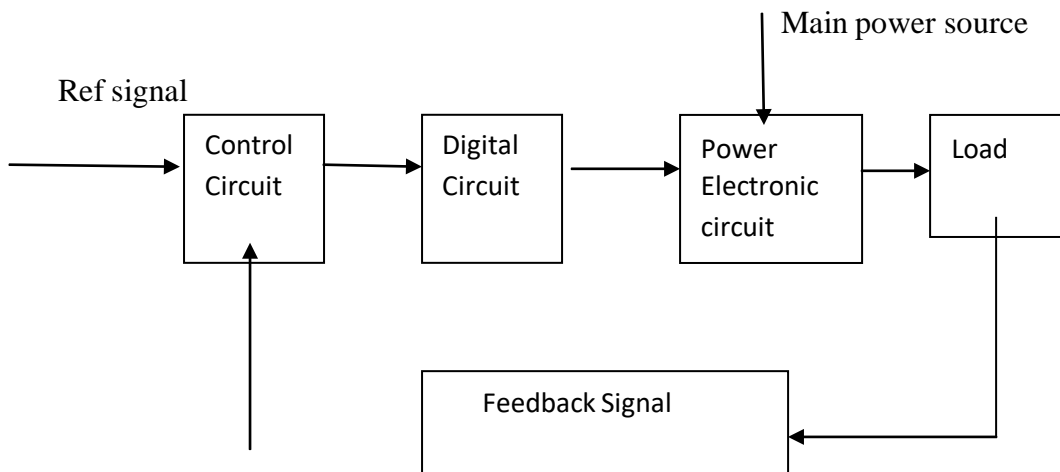 Main power source
Ref signal
Control
Circuit
Digital
Circuit
Power
Electronic
circuit
Load
Feedback Signal